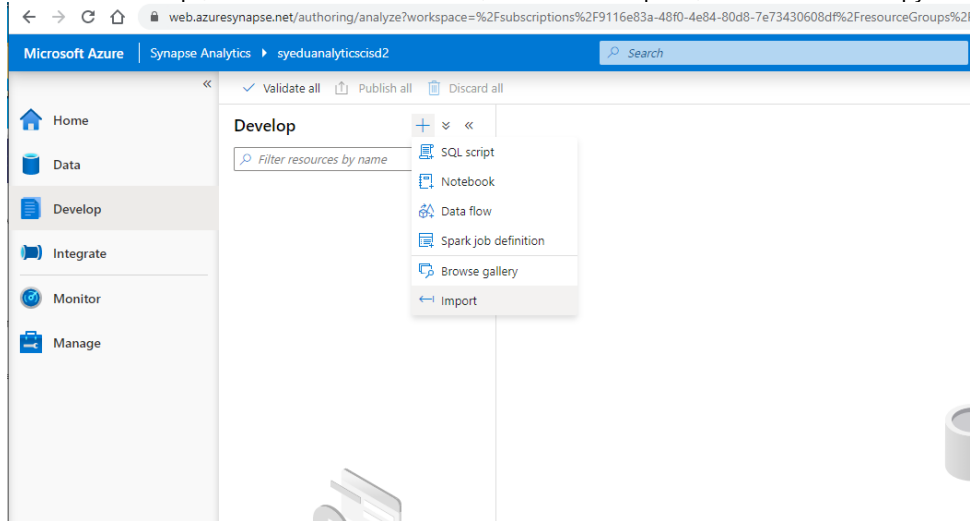 web.azuresynapse.net/authoring/analyze?workspace=%2Fsubscriptions%2F9116e83a-48f0-4e84-80d8-7e73430608df%2FresourceGroups%2
Microsoft Azure Synapse Analytics syeduanalyticscisd2 Search
Validate all Publish all Discard all
Home
Data
Develop
Integrate
Monitor
Manage
Develop
Filter resources by name
SQL script
Notebook
Data flow
Spark job definition
Browse gallery
Import